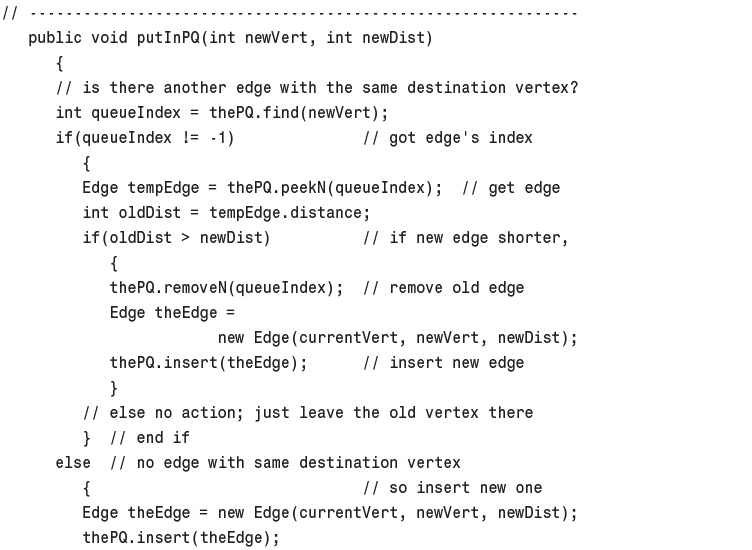 // -------------------------------------------------------------
public void putInPQ(int newVert, int newDist)
{
// is there another edge with the same destination vertex?
int queueIndex = thePQ.find(newVert);
if(queueIndex != -1) // got edge's index
{
Edge tempEdge = thePQ.peekN(queueIndex); // get edge
int oldDist = tempEdge.distance;
if(oldDist > newDist) // if new edge shorter,
{
thePQ.removeN(queueIndex); // remove old edge
Edge theEdge =
new Edge(currentVert, newVert, newDist);
thePQ.insert(theEdge); // insert new edge
}
// else no action; just leave the old vertex there
} // end if
else // no edge with same destination vertex
{ // so insert new one
Edge theEdge = new Edge(currentVert, newVert, newDist);
thePQ.insert(theEdge);